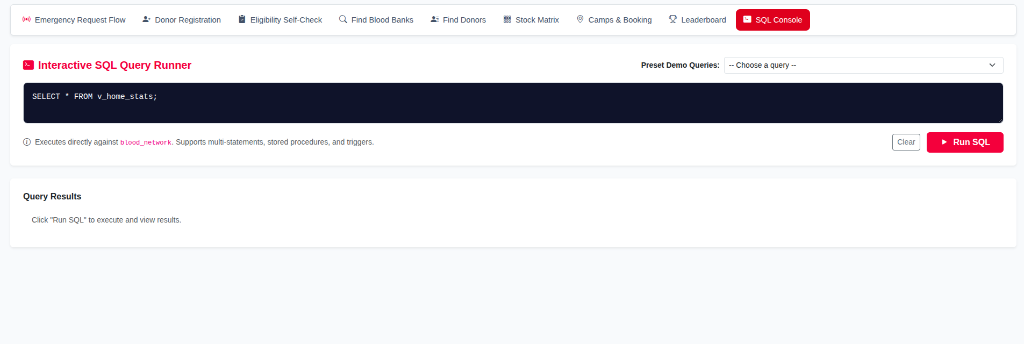 Emergency Request Flow Donor Registration Eligibility Self-Check Find Blood Banks Find Donors Stock Matrix Camps & Booking Leaderboard SQL Console
Interactive SQL Query Runner Preset Demo Queries: -- Choose a query --
SELECT * FROM v_home_stats;
Executes directly against blood_network. Supports multi-statements, stored procedures, and triggers. Clear Run SQL
Query Results
Click "Run SQL" to execute and view results.